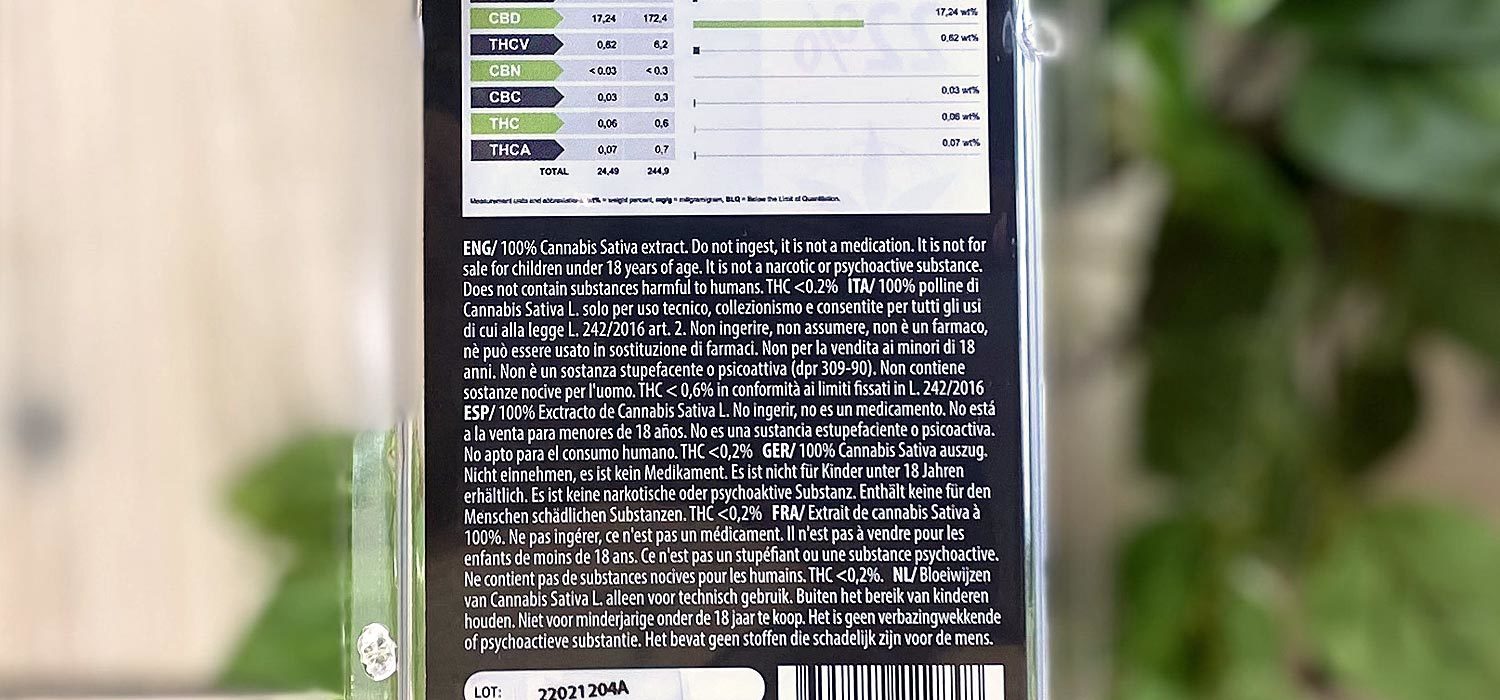 CBD 17,24 172,4 17,24 wt%
THCV 0,62 6,2 0,62 wt%
CBN <0.03 <0.3
CBC 0,03 0,3 0,03 wt%
THC 0,06 0,6 0,06 wt%
THCA 0,07 0,7 0,07 wt%
TOTAL 24,49 244,9
Measurement units and abbreviations wt% = weight percent, mg/g = milligram/gram, BLQ = Below the Limit of Quantification.
ENG/ 100% Cannabis Sativa extract. Do not ingest, it is not a medication. It is not for
sale for children under 18 years of age. It is not a narcotic or psychoactive substance.
Does not contain substances harmful to humans. THC <0.2% ITA/ 100% polline di
Cannabis Sativa L. solo per uso tecnico, collezionismo e consentite per tutti gli usi
di cui alla legge L. 242/2016 art. 2. Non ingerire, non assumere, non è un farmaco,
nè può essere usato in sostituzione di farmaci. Non per la vendita ai minori di 18
anni. Non è un sostanza stupefacente o psicoattiva (dpr 309-90). Non contiene
sostanze nocive per l'uomo. THC < 0,6% in conformità ai limiti fissati in L. 242/2016
ESP/ 100% Exctracto de Cannabis Sativa L. No ingerir, no es un medicamento. No está
a la venta para menores de 18 años. No es una sustancia estupefaciente o psicoactiva.
No apto para el consumo humano. THC <0,2% GER/ 100% Cannabis Sativa auszug.
Nicht einnehmen, es ist kein Medikament. Es ist nicht für Kinder unter 18 Jahren
erhältlich. Es ist keine narkotische oder psychoaktive Substanz. Enthält keine für den
Menschen schädlichen Substanzen. THC <0,2% FRA/ Extrait de cannabis Sativa à
100%. Ne pas ingérer, ce n'est pas un médicament. Il n'est pas à vendre pour les
enfants de moins de 18 ans. Ce n'est pas un stupéfiant ou une substance psychoactive.
Ne contient pas de substances nocives pour les humains. THC <0,2%. NL/ Bloeiwijzen
van Cannabis Sativa L. alleen voor technisch gebruik. Buiten het bereik van kinderen
houden. Niet voor minderjarige onder de 18 jaar te koop. Het is geen verbazingwekkende
of psychoactieve substantie. Het bevat geen stoffen die schadelijk zijn voor de mens.
LOT: 22021204A